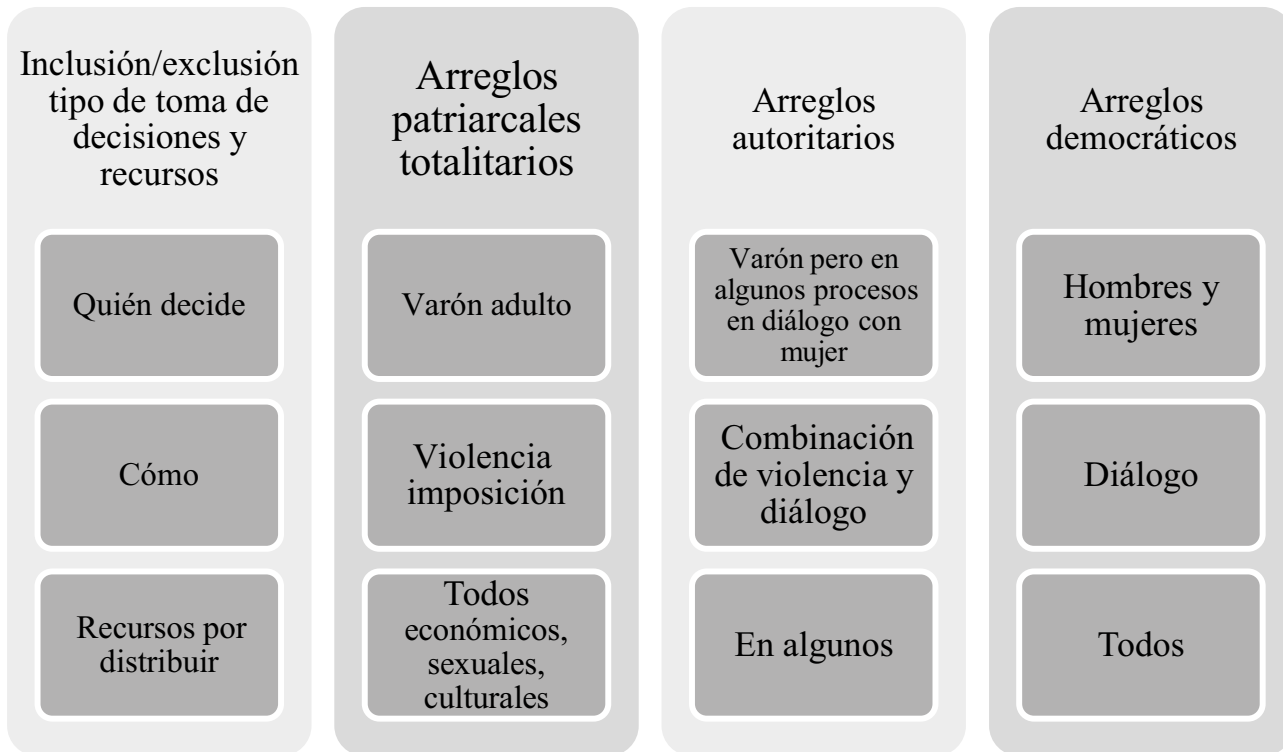 Inclusión/exclusión
tipo de toma de
decisiones y
recursos
Quién decide
Cómo
Recursos por
distribuir
Arreglos
patriarcales
totalitarios
Varón adulto
Violencia
imposición
Todos
económicos,
sexuales,
culturales
Arreglos
autoritarios
Varón pero en
algunos procesos
en diálogo con
mujer
Combinación
de violencia y
diálogo
En algunos
Arreglos
democráticos
Hombres y
mujeres
Diálogo
Todos